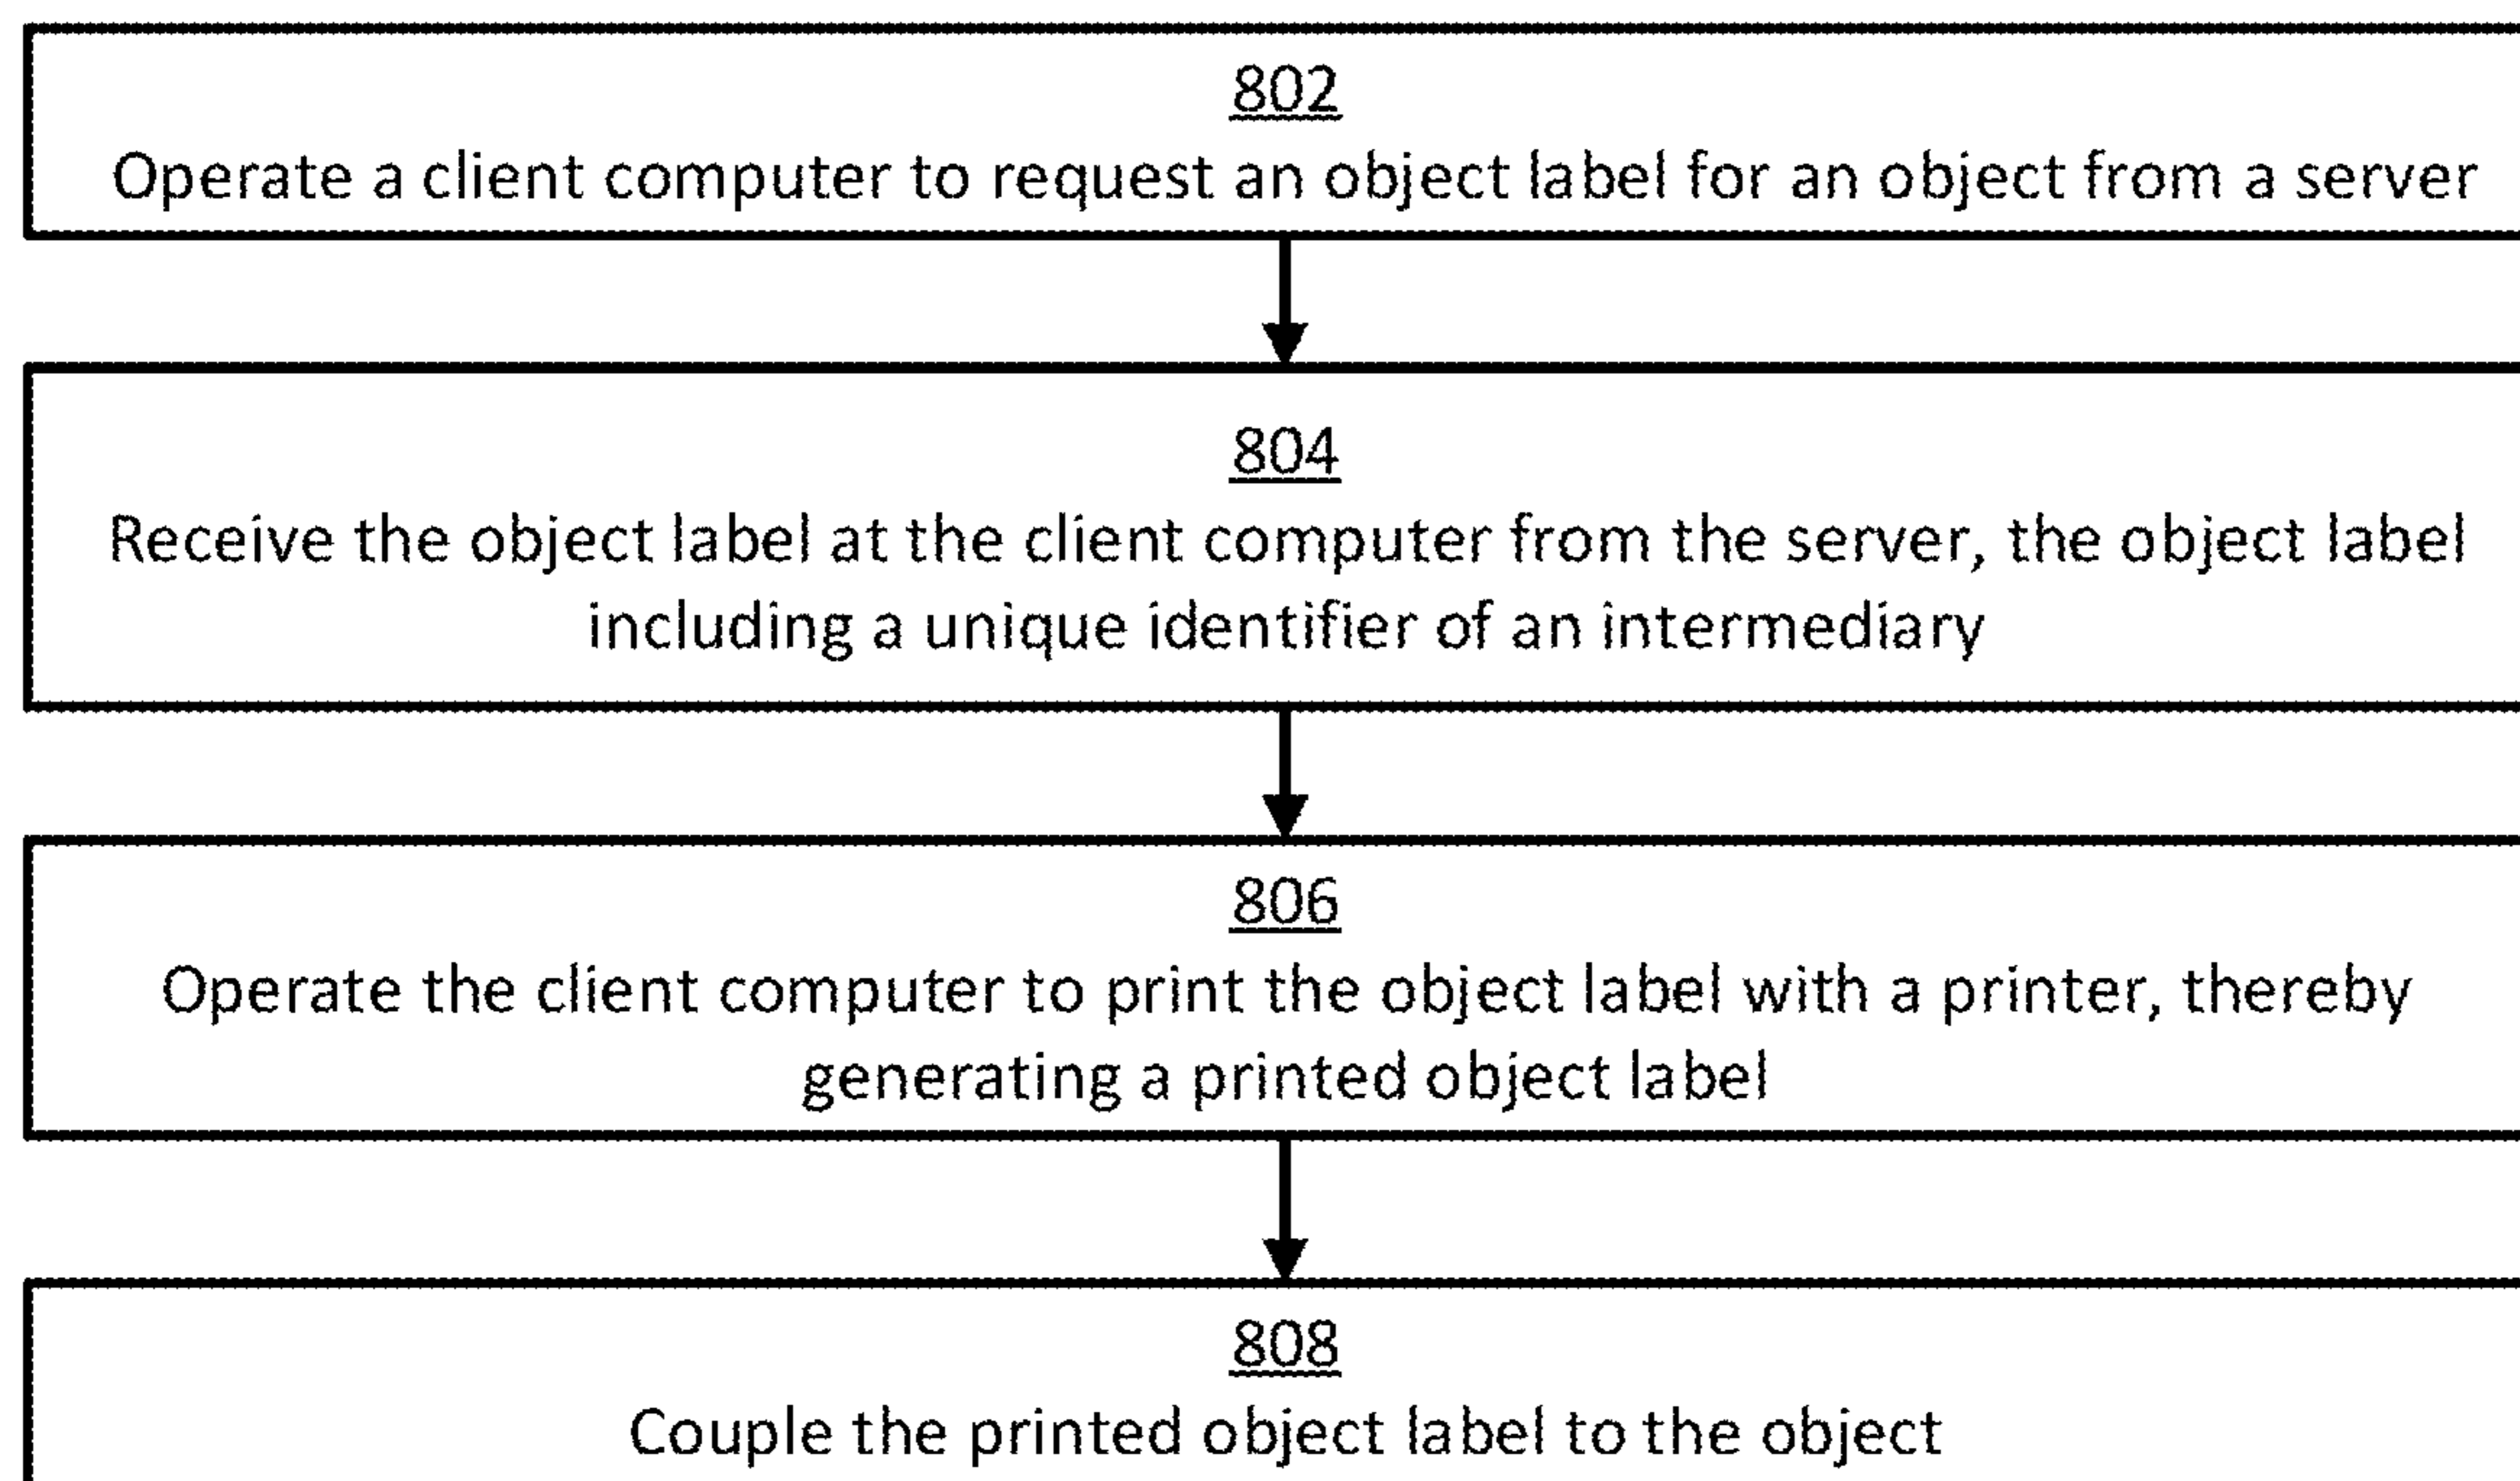 802
Operate a client computer to request an object label for an object from a server
804
Receive the object label at the client computer from the server, the object label
including a unique identifier of an intermediary
806
Operate the client computer to print the object label with a printer, thereby
generating a printed object label
808
Couple the printed object label to the object